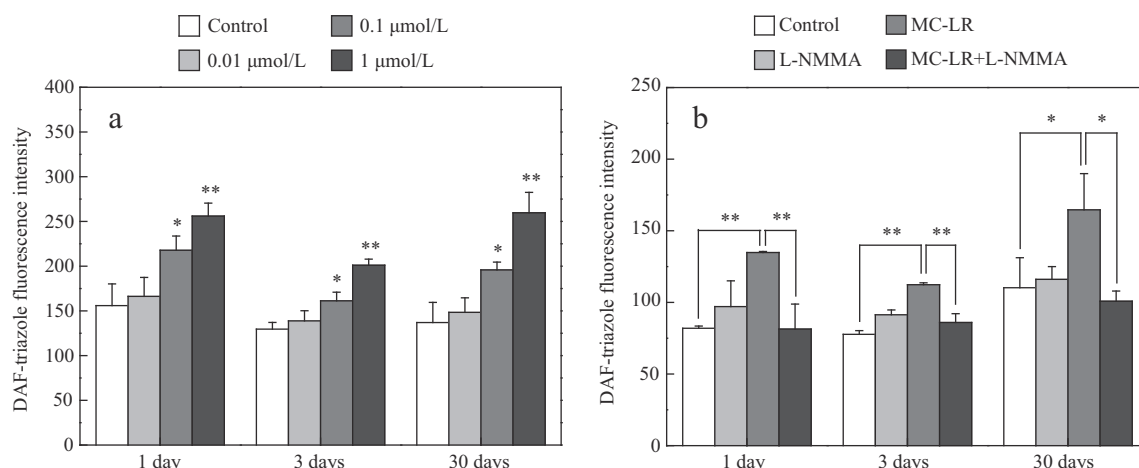 Control
0.1 μmol/L
0.01 μmol/L
1 μmol/L
400
350
300
250
200
150
100
50
0
DAF-triazole fluorescence intensity
a
*
**
*
**
*
**
1 day
3 days
30 days
Control
MC-LR
L-NMMA
MC-LR+L-NMMA
250
200
150
100
50
0
DAF-triazole fluorescence intensity
b
**
**
**
**
*
*
1 day
3 days
30 days